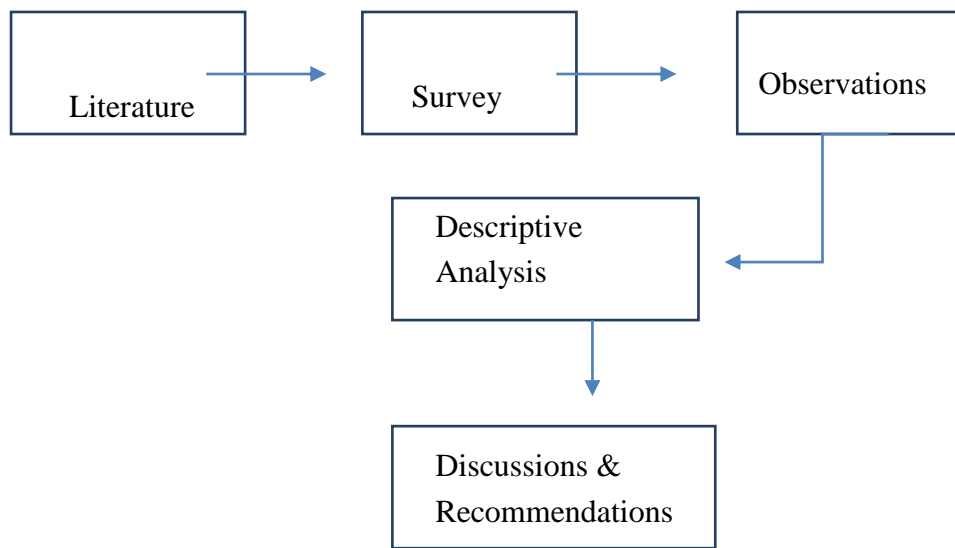 Literature
Survey
Observations
Descriptive
Analysis
Discussions &
Recommendations